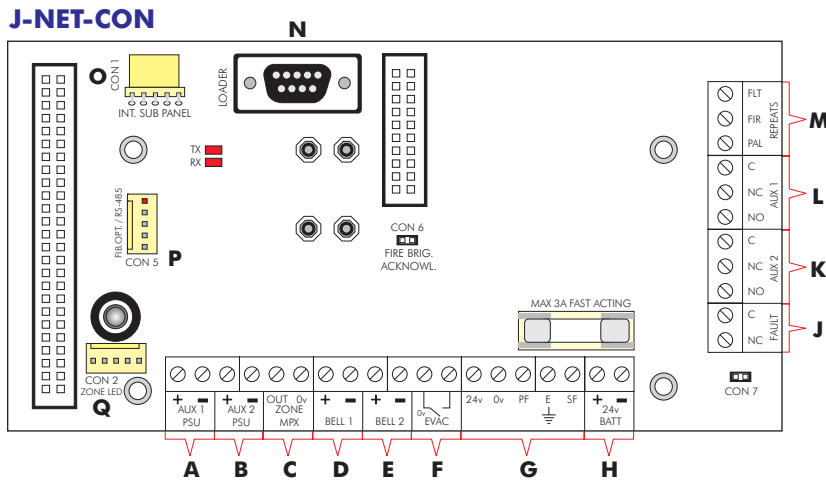 J-NET-CON
N
O
CON 1
INT. SUB PANEL
LOADER
TX
RX
FIB.OPT. / RS-485
CON 5
P
CON 6
FIRE BRIG.
ACKNOWL.
FLT
FIR
PAL
REPEATS
M
C
NC
NO
AUX 1
L
C
NC
NO
AUX 2
K
C
NC
FAULT
J
CON 7
MAX 3A FAST ACTING
CON 2
ZONE LED
Q
+ −
AUX 1
PSU
+ −
AUX 2
PSU
OUT 0v
ZONE
MPX
+ −
BELL 1
+ −
BELL 2
0v
EVAC
24v 0v PF E SF
+ −
24v
BATT
A B C D E F G H